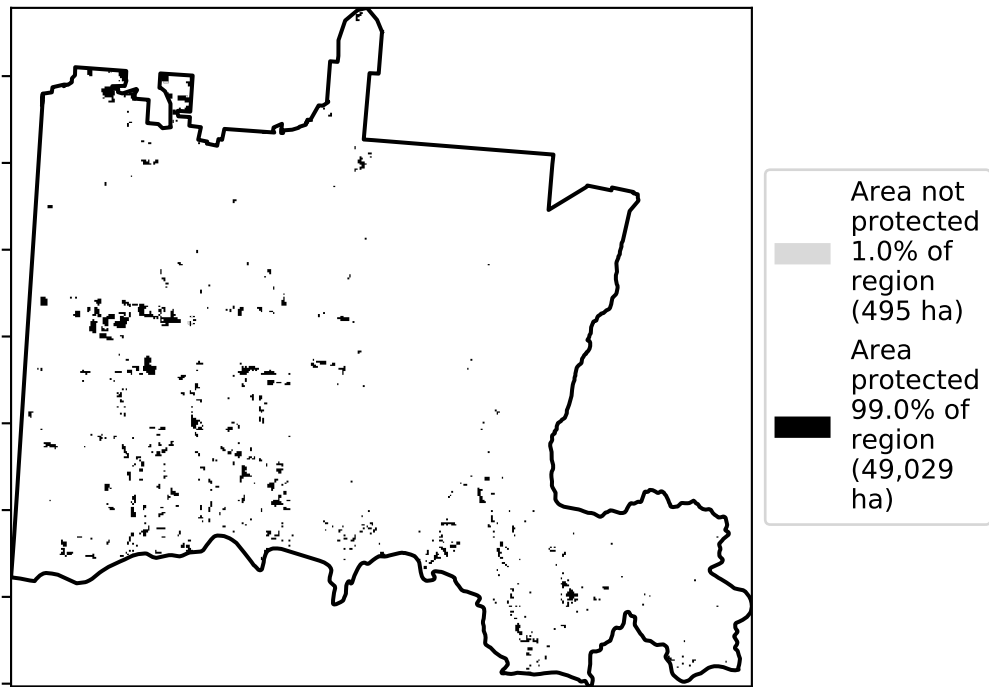 Area not
protected
1.0% of
region
(495 ha)
Area
protected
99.0% of
region
(49,029
ha)